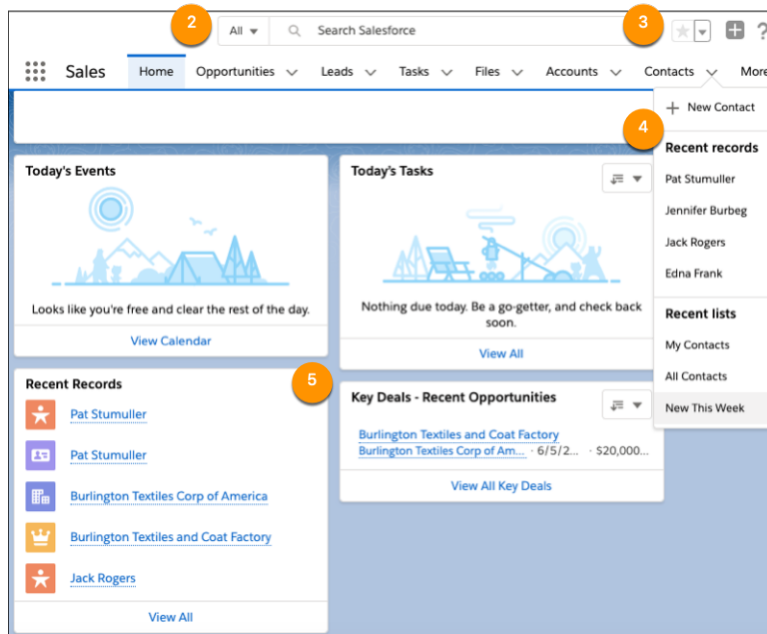 2
3
All
Search Salesforce
?
Sales
Home
Opportunities
Leads
Tasks
Files
Accounts
Contacts
More
New Contact
4
Recent records
Pat Stumuller
Jennifer Burbeg
Jack Rogers
Edna Frank
Recent lists
My Contacts
All Contacts
New This Week
Today's Events
Looks like you're free and clear the rest of the day.
View Calendar
Today's Tasks
Nothing due today. Be a go-getter, and check back
soon.
View All
5
Recent Records
Pat Stumuller
Pat Stumuller
Burlington Textiles Corp of America
Burlington Textiles and Coat Factory
Jack Rogers
View All
Key Deals - Recent Opportunities
Burlington Textiles and Coat Factory
Burlington Textiles Corp of Am... · 6/5/2... · $20,000...
View All Key Deals